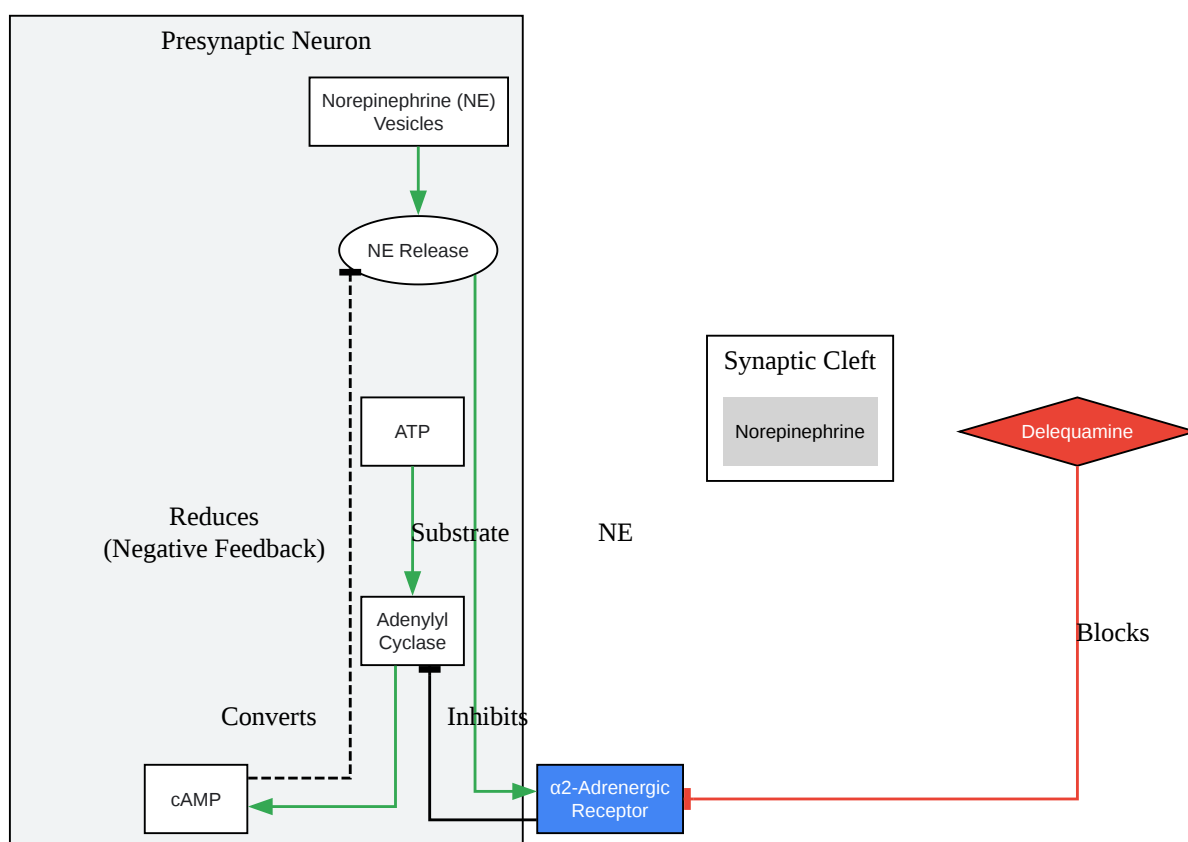 Presynaptic Neuron
Norepinephrine (NE)
Vesicles
NE Release
Synaptic Cleft
Norepinephrine
Delequamine
ATP
Reduces
(Negative Feedback)
Substrate
NE
Adenylyl
Cyclase
Blocks
Converts
Inhibits
cAMP
α2-Adrenergic
Receptor